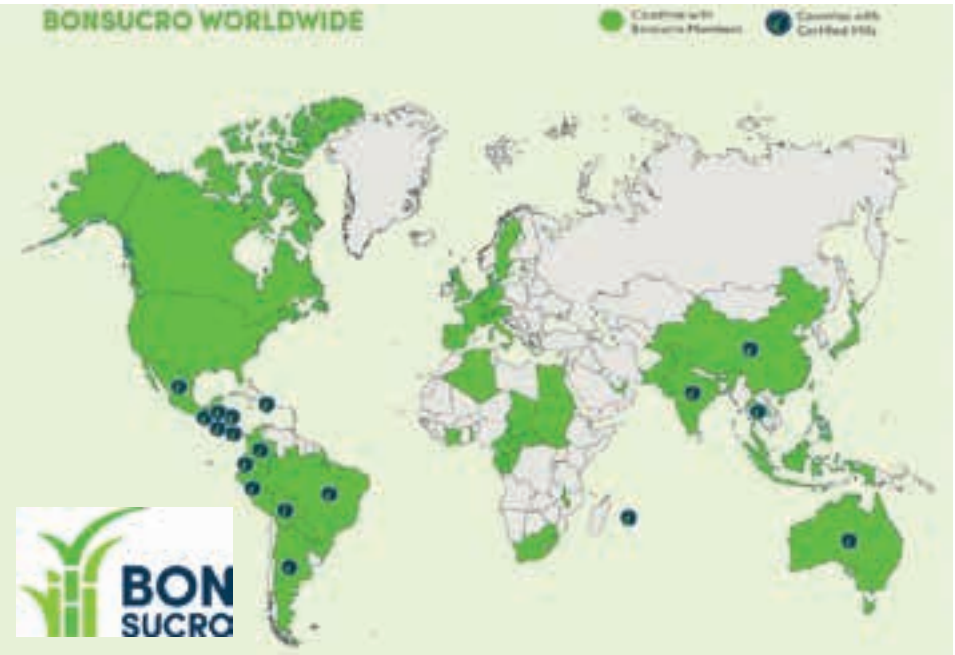 BONSUCRO WORLDWIDE
Countries with
Bonsucro Members
Countries with
Certified Mills
BON
SUCRO